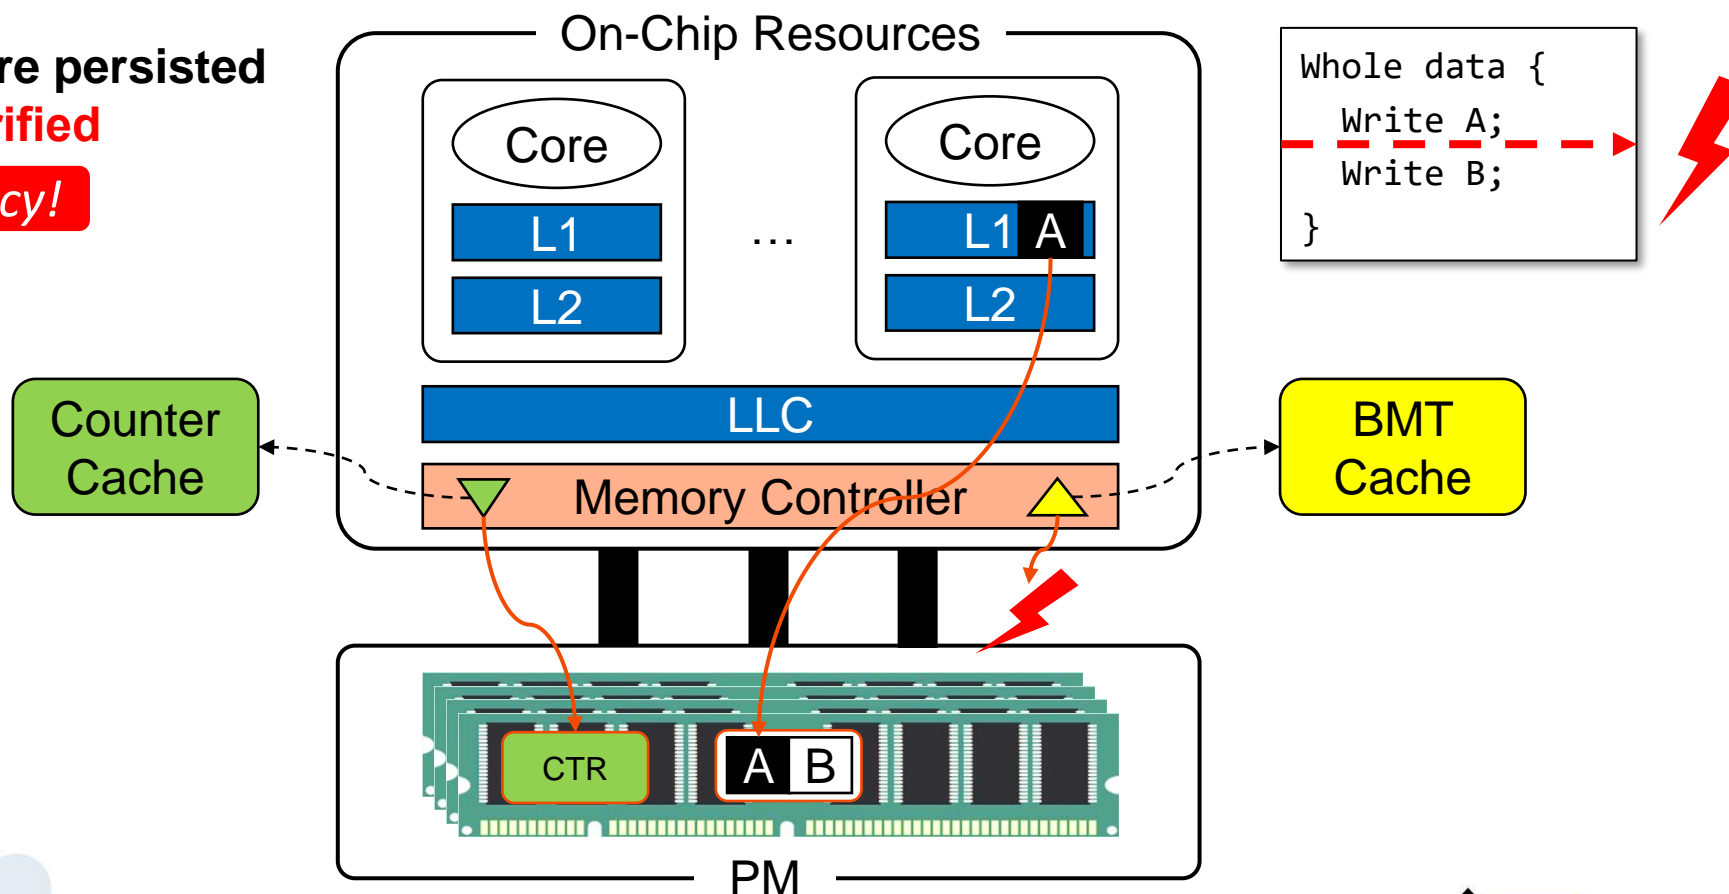 On-Chip Resources
re persisted
rified
cy!
Core
L1
L2
…
Core
L1 A
L2
Whole data {
Write A;
Write B;
}
LLC
Counter
Cache
Memory Controller
BMT
Cache
CTR
A B
PM